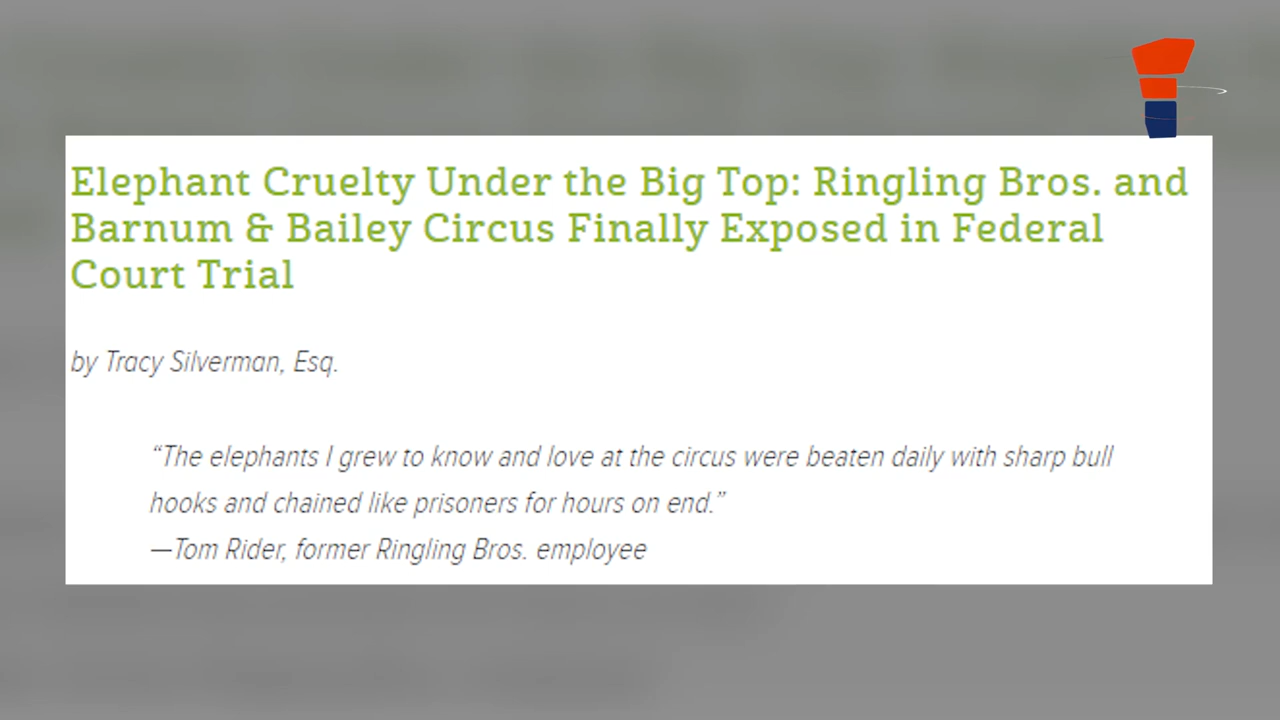 Elephant Cruelty Under the Big Top: Ringling Bros. and
Barnum & Bailey Circus Finally Exposed in Federal
Court Trial
by Tracy Silverman, Esq.
“The elephants I grew to know and love at the circus were beaten daily with sharp bull
hooks and chained like prisoners for hours on end.”
—Tom Rider, former Ringling Bros. employee